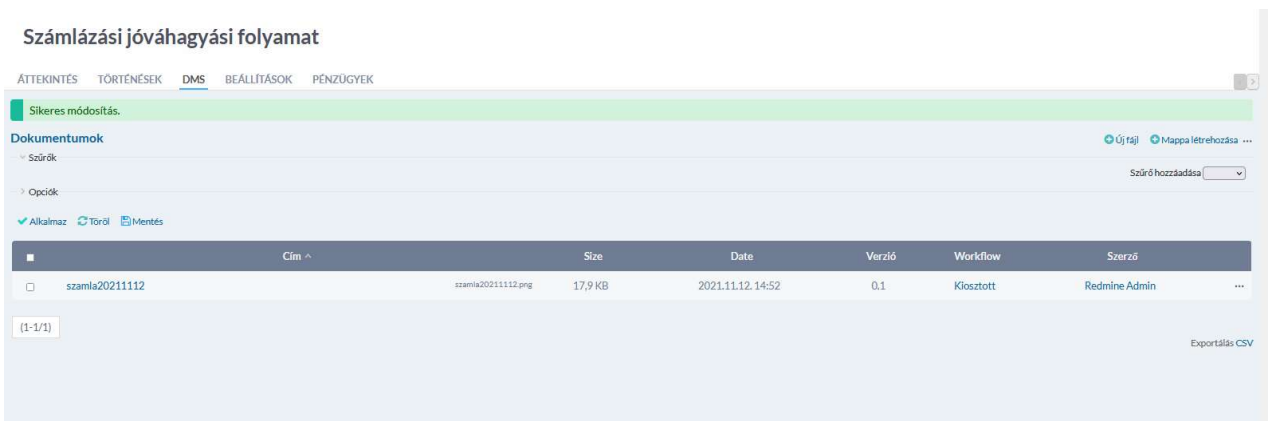 Számlázási jóváhagyási folyamat
ÁTTEKINTÉS TÖRTÉNÉSEK DMS BEÁLLÍTÁSOK PÉNZÜGYEK
Sikeres módosítás.
Dokumentumok Új fájl Mappa létrehozása ...
Szűrők
Szűrő hozzáadása
Opciók
Alkalmaz Töröl Mentés
Cím Size Date Verzió Workflow Szerző
szamla20211112 szamla20211112.png 17,9 KB 2021.11.12. 14:52 0.1 Kiosztott Redmine Admin ...
(1-1/1)
Exportálás CSV